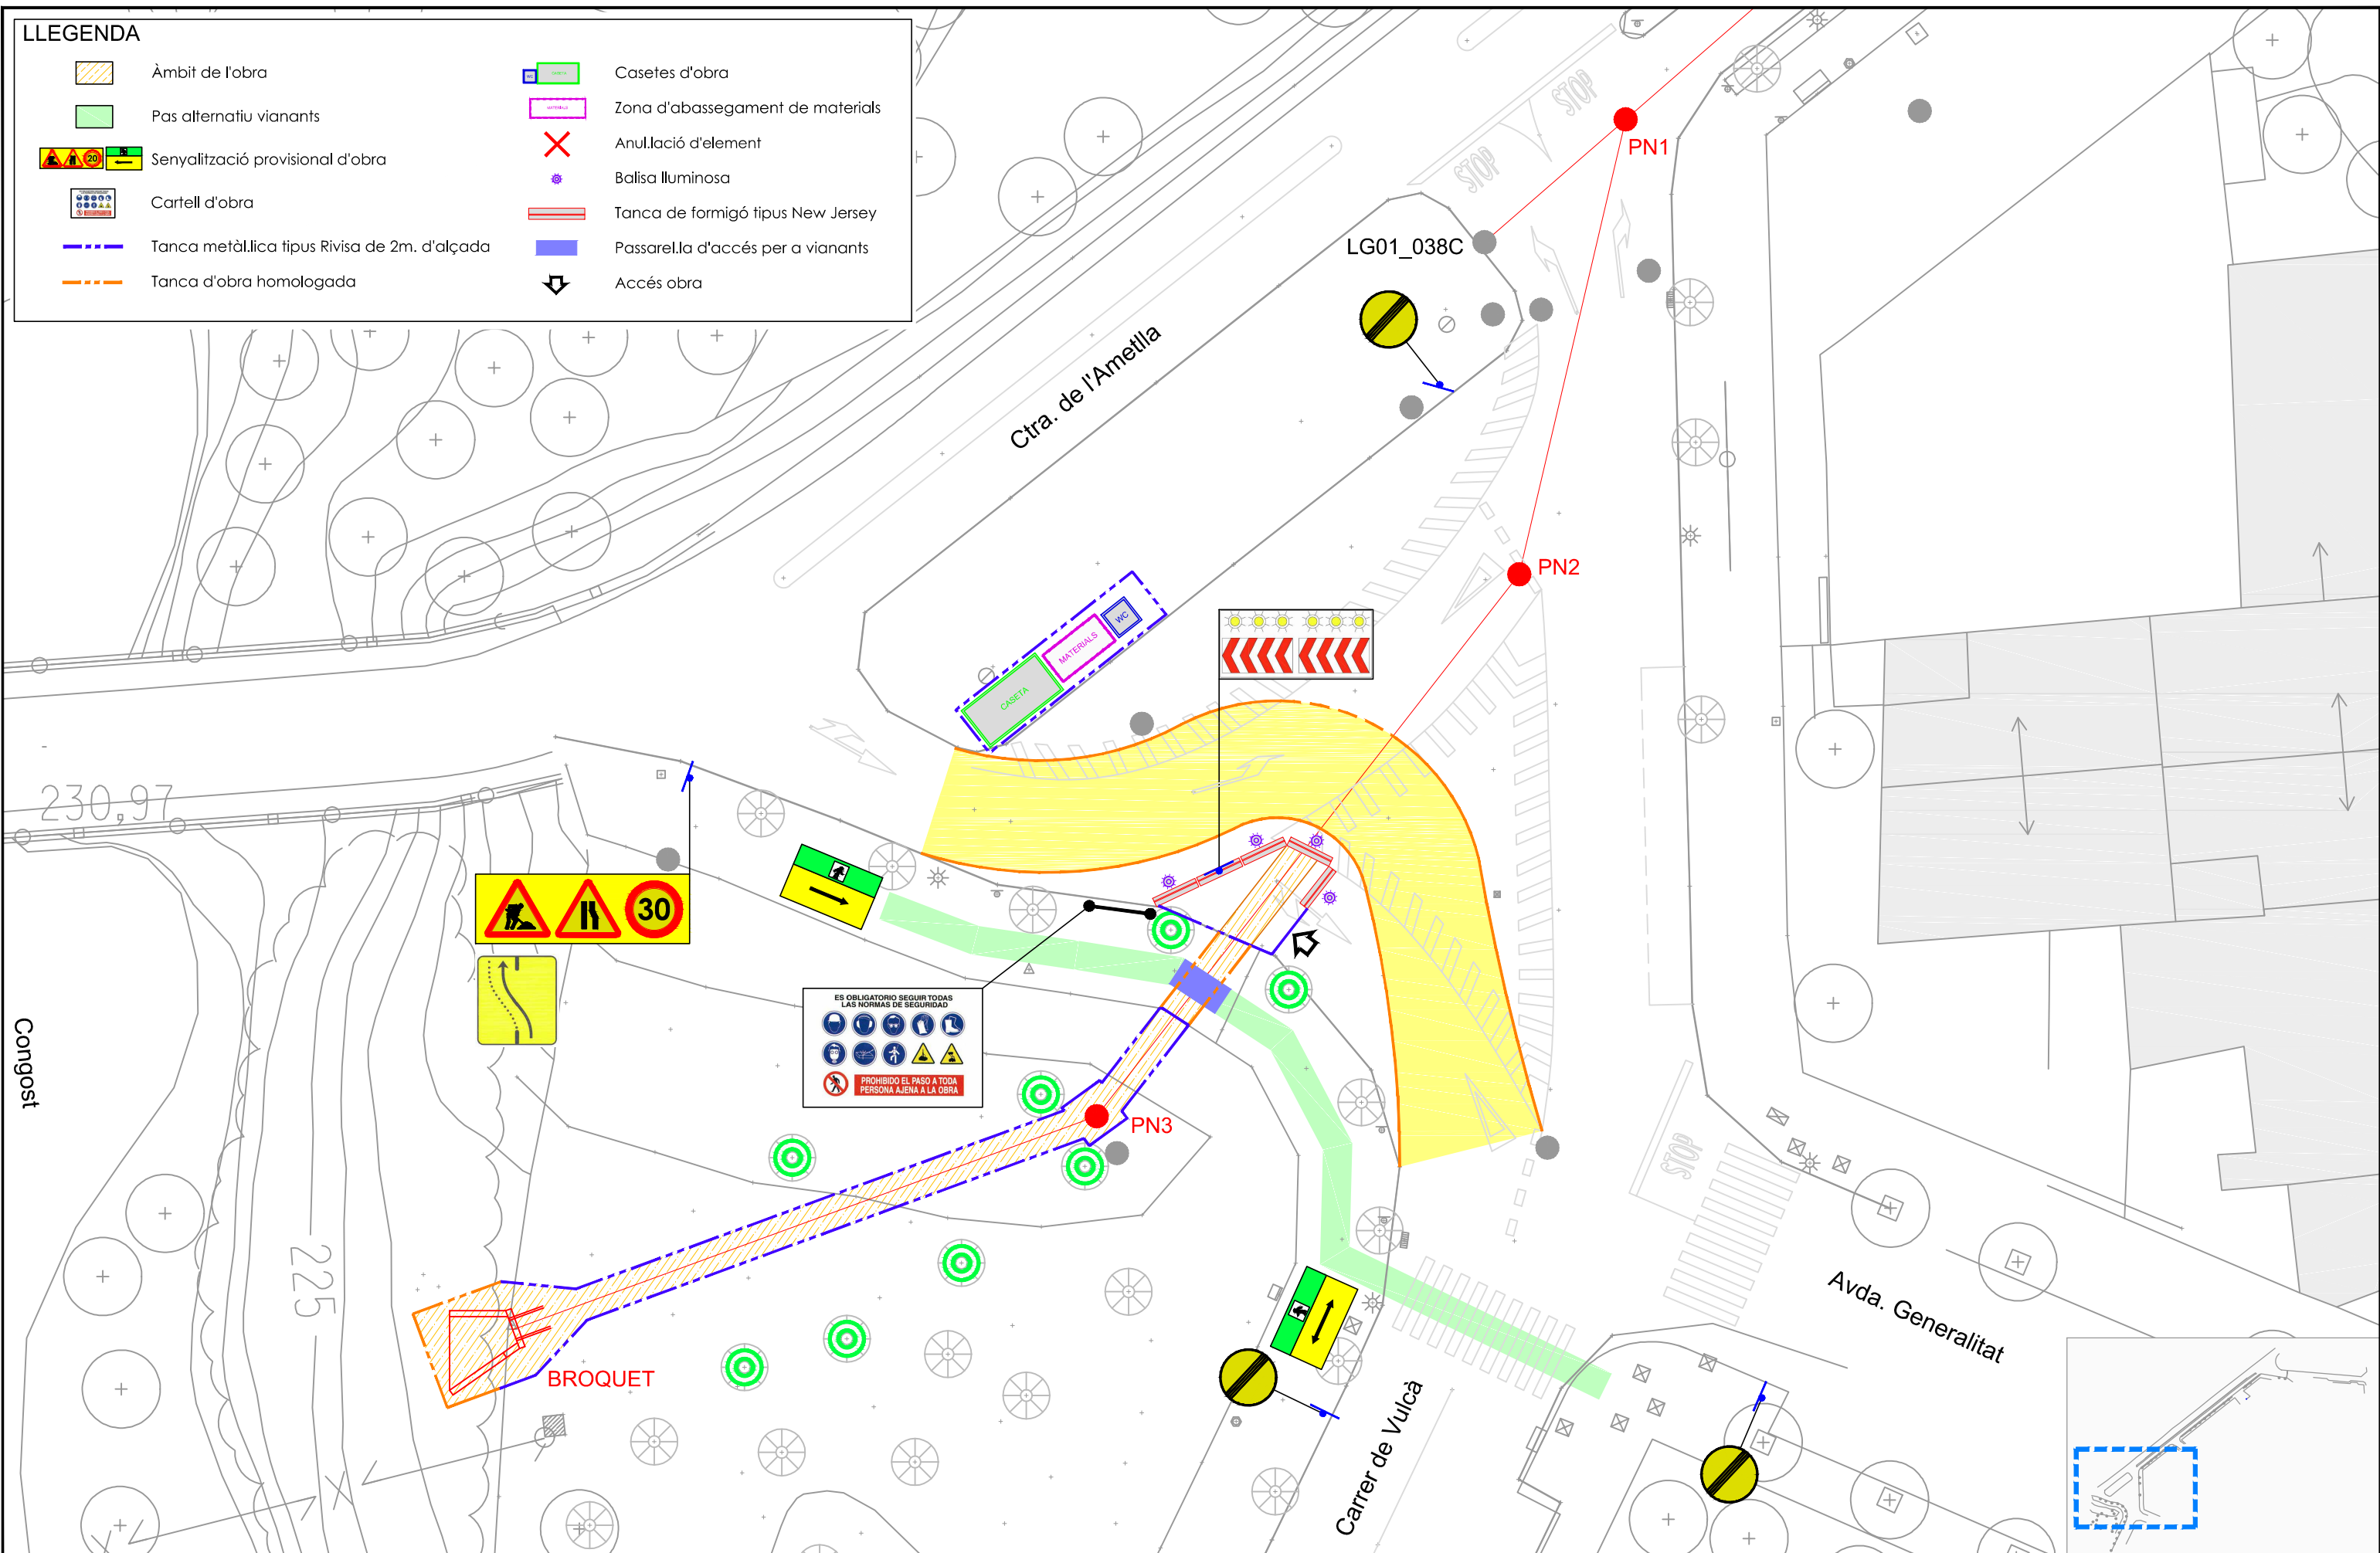 LLEGENDA
Àmbit de l'obra
Pas alternatiu vianants
20
Senyalització provisional d'obra
Cartell d'obra
Tanca metàl.lica tipus Rivisa de 2m. d'alçada
Tanca d'obra homologada
Casetes d'obra
Zona d'abassegament de materials
Anul.lació d'element
Balisa lluminosa
Tanca de formigó tipus New Jersey
Passarel.la d'accés per a vianants
Accés obra
STOP
STOP
PN1
LG01_038C
Ctra. de l'Ametlla
PN2
WC
MATERIALS
CASETA
230,97
30
ES OBLIGATORIO SEGUIR TODAS
LAS NORMAS DE SEGURIDAD
PROHIBIDO EL PASO A TODA
PERSONA AJENA A LA OBRA
Congost
PN3
STOP
225
BROQUET
Avda. Generalitat
Carrer de Vulcà